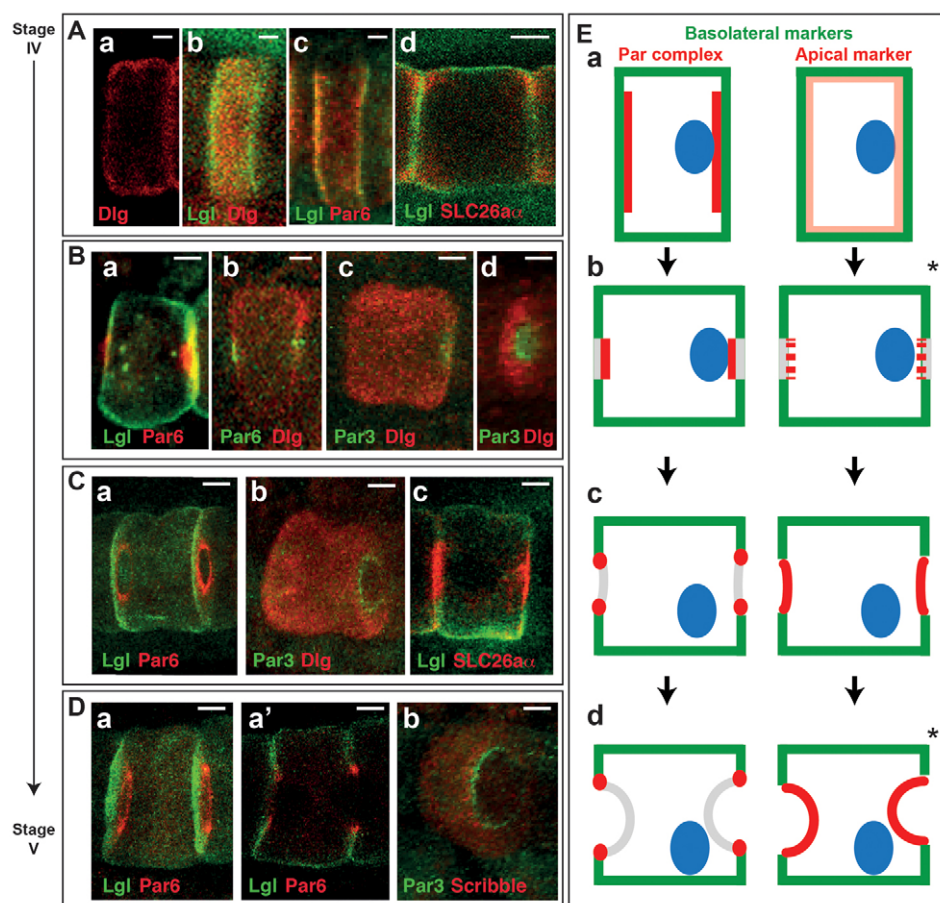 Stage
IV
A
a
b
c
d
Dlg
Lgl Dlg
Lgl Par6
Lgl SLC26aα
B
a
b
c
d
Lgl Par6
Par6 Dlg
Par3 Dlg
Par3 Dlg
C
a
b
c
Lgl Par6
Par3 Dlg
Lgl SLC26aα
D
a
a'
b
Lgl Par6
Lgl Par6
Par3 Scribble
Stage
V
E
Basolateral markers
a
Par complex
Apical marker
b
*
c
d
*